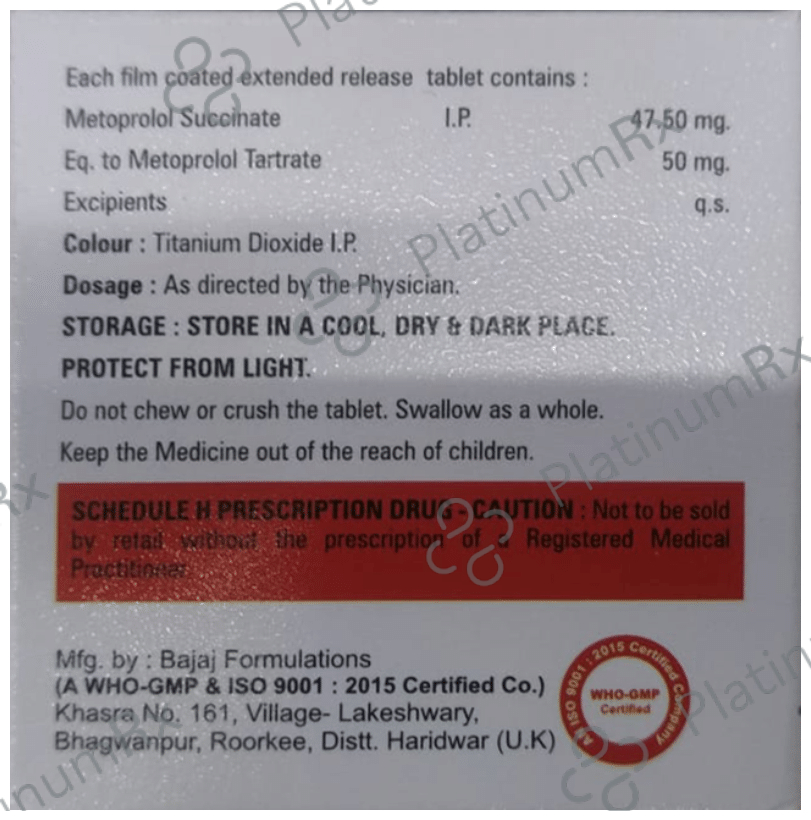 Each film coated extended release tablet contains :
Metoprolol Succinate I.P. 47.50 mg.
Eq. to Metoprolol Tartrate 50 mg.
Excipients q.s.
Colour : Titanium Dioxide I.P.
Dosage : As directed by the Physician.
STORAGE : STORE IN A COOL, DRY & DARK PLACE.
PROTECT FROM LIGHT.
Do not chew or crush the tablet. Swallow as a whole.
Keep the Medicine out of the reach of children.
SCHEDULE H PRESCRIPTION DRUG - CAUTION : Not to be sold
by retail without the prescription of a Registered Medical
Practitioner
Mfg. by : Bajaj Formulations
(A WHO-GMP & ISO 9001 : 2015 Certified Co.)
Khasra No. 161, Village- Lakeshwary,
Bhagwanpur, Roorkee, Distt. Haridwar (U.K)
AN ISO 9001 : 2015 Certified Company
WHO-GMP
Certified
PlatinumRx
PlatinumRx